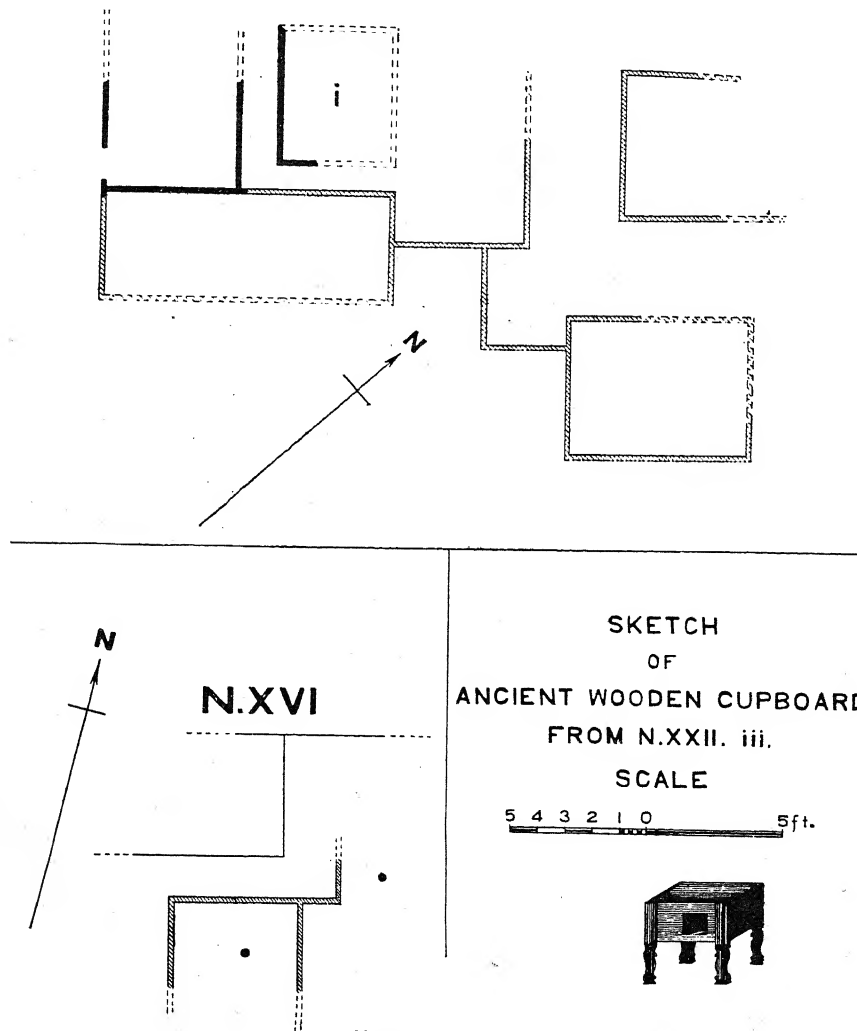 i
N
N
N.XVI
SKETCH
OF
ANCIENT WOODEN CUPBOARD
FROM N.XXII. iii.
SCALE
5 4 3 2 1 0 5ft.